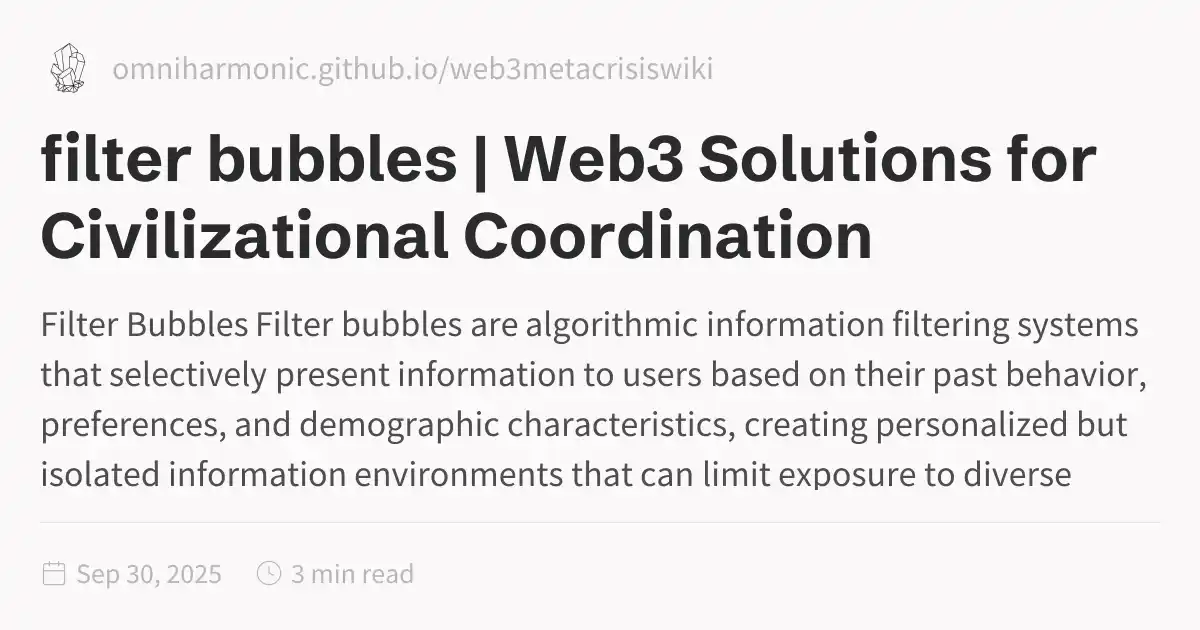 omniharmonic.github.io/web3metacrisiswiki
filter bubbles | Web3 Solutions for
Civilizational Coordination
Filter Bubbles Filter bubbles are algorithmic information filtering systems
that selectively present information to users based on their past behavior,
preferences, and demographic characteristics, creating personalized but
isolated information environments that can limit exposure to diverse
Sep 30, 2025 3 min read